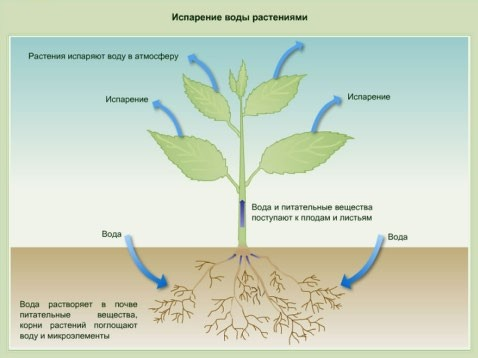 Испарение воды растениями
Растения испаряют воду в атмосферу
Испарение
Испарение
Вода и питательные вещества
поступают к плодам и листьям
Вода
Вода
Вода растворяет в почве
питательные вещества,
корни растений поглощают
воду и микроэлементы